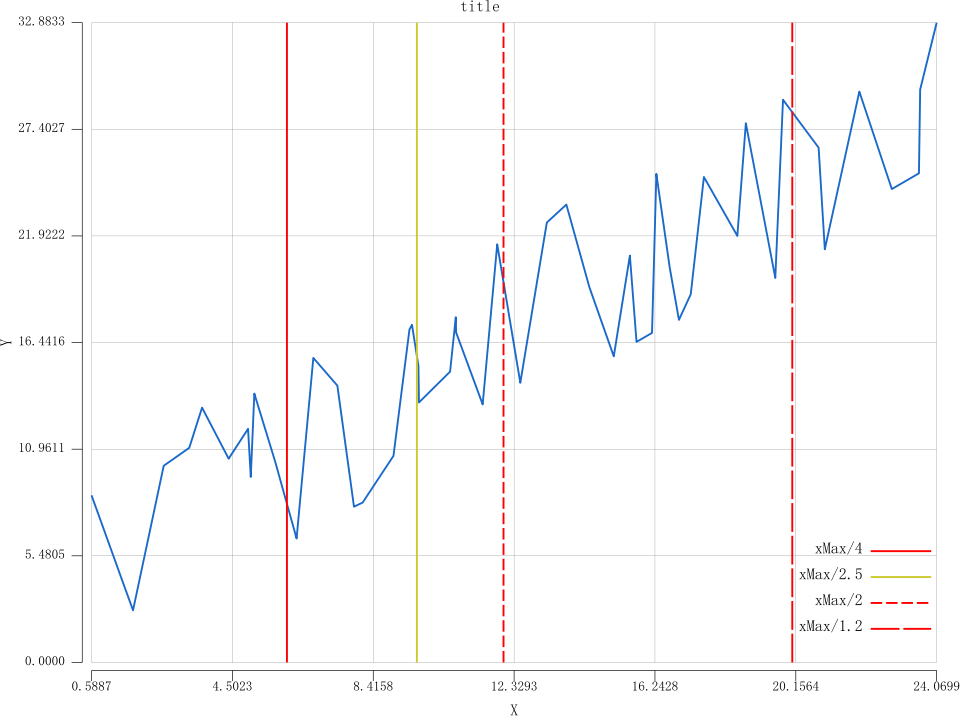 title
32.8833
27.4027
21.9222
16.4416
10.9611
5.4805
0.0000
Y
0.5887 4.5023 8.4158 12.3293 16.2428 20.1564 24.0699
X
xMax/4
xMax/2.5
xMax/2
xMax/1.2